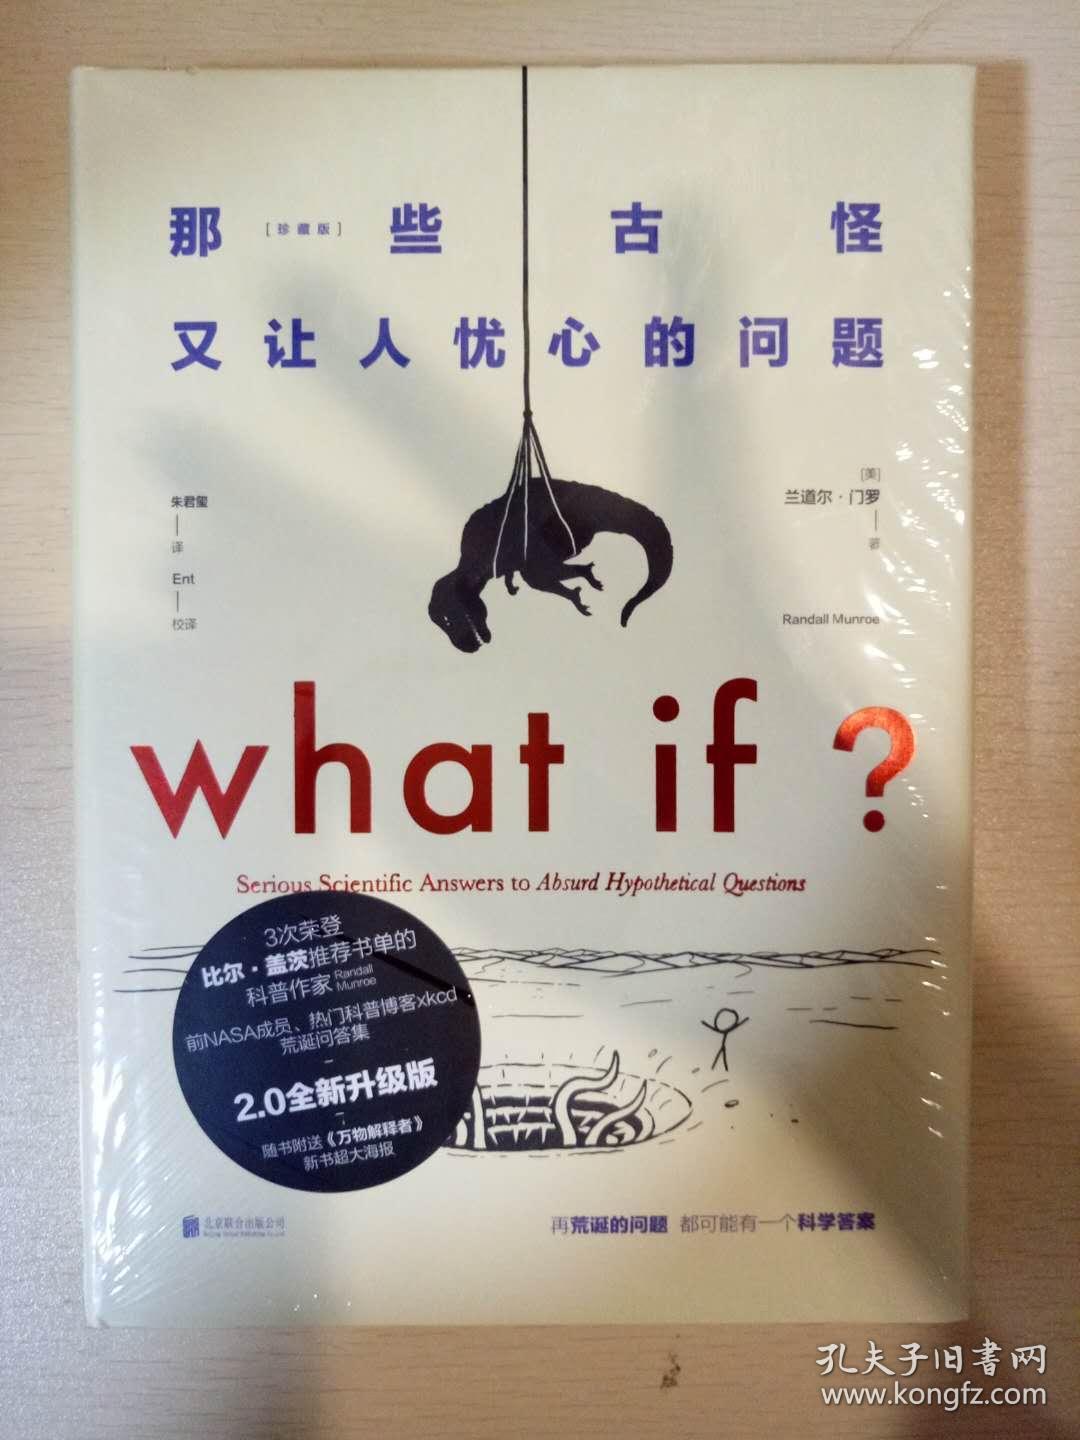 那[珍藏版]些古怪
又让人忧心的问题
[美]
兰道尔·门罗
著
Randall Munroe
朱君玺
译
Ent
校译
what if ?
Serious Scientific Answers to Absurd Hypothetical Questions
3次荣登
比尔·盖茨推荐书单的
科普作家 Randall Munroe
前NASA成员、热门科普博客xkcd
荒诞问答集
2.0全新升级版
随书附送《万物解释者》
新书超大海报
北京联合出版公司
再荒诞的问题 都可能有一个科学答案
孔夫子旧書网
www.kongfz.com